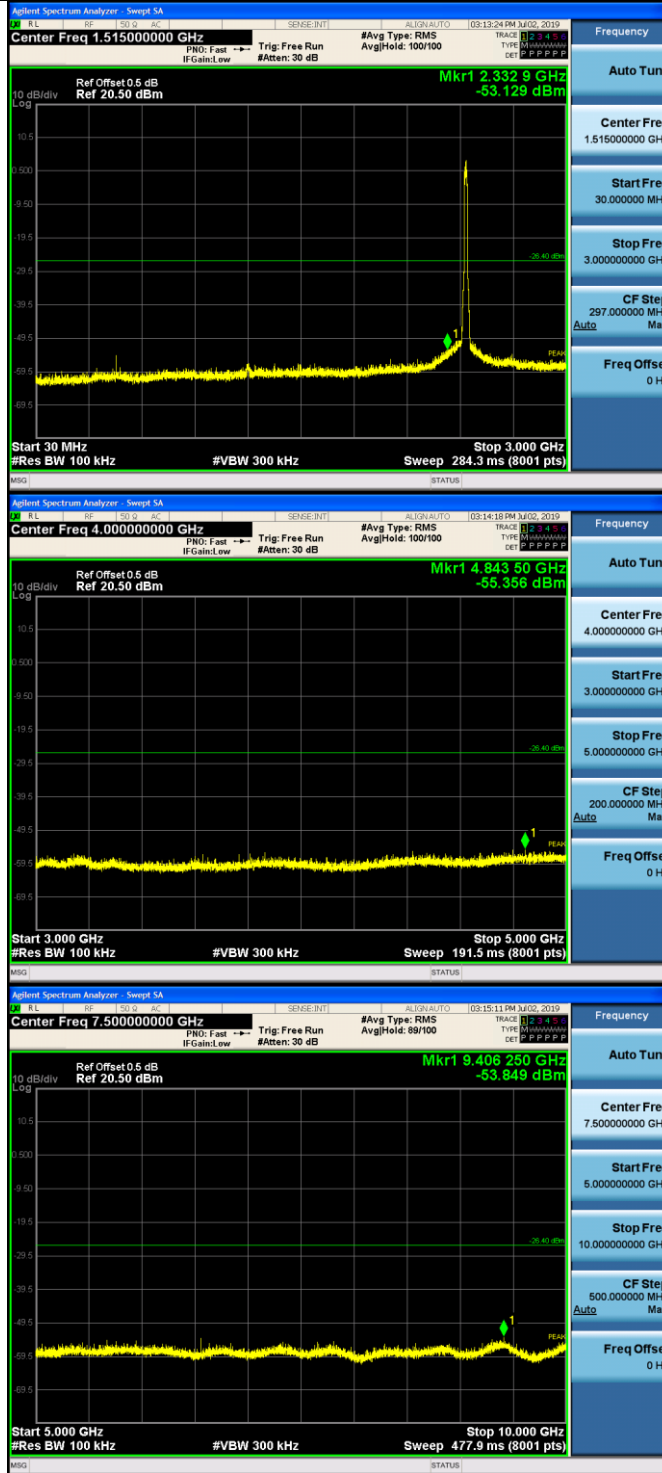 Agilent Spectrum Analyzer - Swept SA
RL RF 50 Ω AC SENSE:INT ALIGNAUTO 03:13:24 PM Jul 02, 2019
Center Freq 1.515000000 GHz
PNO: Fast
IFGain:Low
Trig: Free Run
#Atten: 30 dB
#Avg Type: RMS
Avg|Hold: 100/100
TRACE 1 2 3 4 5 6
TYPE M
DET P P P P P P
Ref Offset 0.5 dB
Ref 20.50 dBm
10 dB/div
Log
Mkr1 2.332 9 GHz
-53.129 dBm
10.5
0.500
-9.50
-19.5
-26.40 dBm
-29.5
-39.5
-49.5
1
PEAK
-59.5
-69.5
Start 30 MHz
Stop 3.000 GHz
#Res BW 100 kHz #VBW 300 kHz Sweep 284.3 ms (8001 pts)
MSG STATUS
Frequency
Auto Tun
Center Fre
1.515000000 GH
Start Fre
30.000000 MH
Stop Fre
3.000000000 GH
CF Ste
297.000000 MH
Auto Ma
Freq Offse
0 H
Agilent Spectrum Analyzer - Swept SA
RL RF 50 Ω AC SENSE:INT ALIGNAUTO 03:14:18 PM Jul 02, 2019
Center Freq 4.000000000 GHz
PNO: Fast
IFGain:Low
Trig: Free Run
#Atten: 30 dB
#Avg Type: RMS
Avg|Hold: 100/100
TRACE 1 2 3 4 5 6
TYPE M
DET P P P P P P
Ref Offset 0.5 dB
Ref 20.50 dBm
10 dB/div
Log
Mkr1 4.843 50 GHz
-55.356 dBm
10.5
0.500
-9.50
-19.5
-26.40 dBm
-29.5
-39.5
-49.5
1
PEAK
-59.5
-69.5
Start 3.000 GHz
Stop 5.000 GHz
#Res BW 100 kHz #VBW 300 kHz Sweep 191.5 ms (8001 pts)
MSG STATUS
Frequency
Auto Tun
Center Fre
4.000000000 GH
Start Fre
3.000000000 GH
Stop Fre
5.000000000 GH
CF Ste
200.000000 MH
Auto Ma
Freq Offse
0 H
Agilent Spectrum Analyzer - Swept SA
RL RF 50 Ω AC SENSE:INT ALIGNAUTO 03:15:11 PM Jul 02, 2019
Center Freq 7.500000000 GHz
PNO: Fast
IFGain:Low
Trig: Free Run
#Atten: 30 dB
#Avg Type: RMS
Avg|Hold: 89/100
TRACE 1 2 3 4 5 6
TYPE M
DET P P P P P P
Ref Offset 0.5 dB
Ref 20.50 dBm
10 dB/div
Log
Mkr1 9.406 250 GHz
-53.849 dBm
10.5
0.500
-9.50
-19.5
-26.40 dBm
-29.5
-39.5
-49.5
1
PEAK
-59.5
-69.5
Start 5.000 GHz
Stop 10.000 GHz
#Res BW 100 kHz #VBW 300 kHz Sweep 477.9 ms (8001 pts)
MSG STATUS
Frequency
Auto Tun
Center Fre
7.500000000 GH
Start Fre
5.000000000 GH
Stop Fre
10.000000000 GH
CF Ste
500.000000 MH
Auto Ma
Freq Offse
0 H